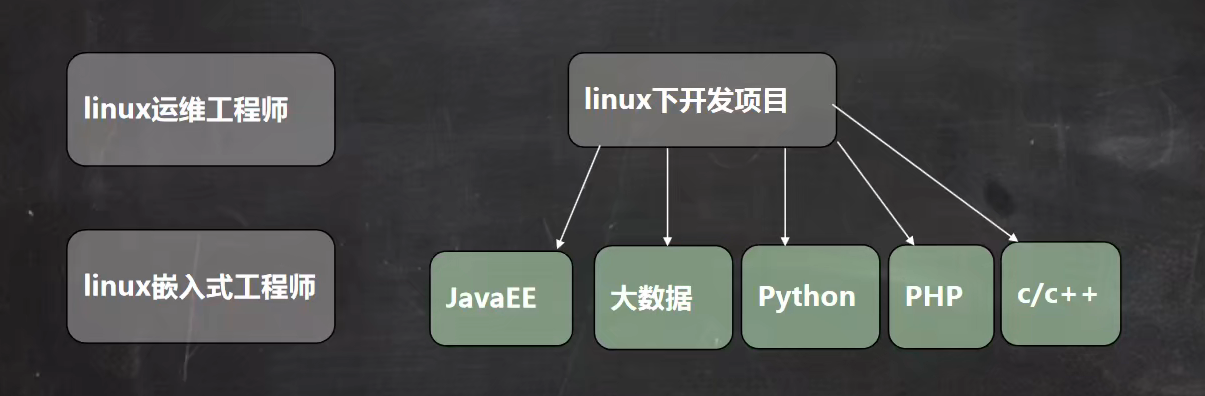 linux运维工程师
linux下开发项目
linux嵌入式工程师
JavaEE
大数据
Python
PHP
c/c++